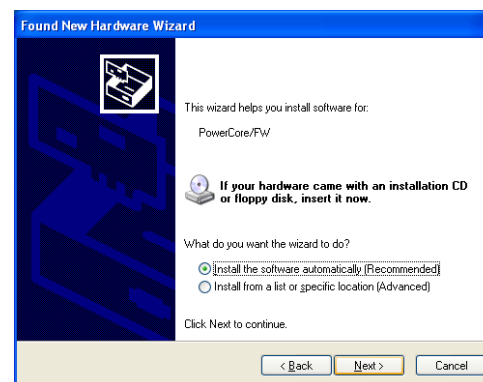 Found New Hardware Wizard
This wizard helps you install software for:
PowerCore/FW
If your hardware came with an installation CD
or floppy disk, insert it now.
What do you want the wizard to do?
Install the software automatically (Recommended)
Install from a list or specific location (Advanced)
Click Next to continue.
< Back Next > Cancel